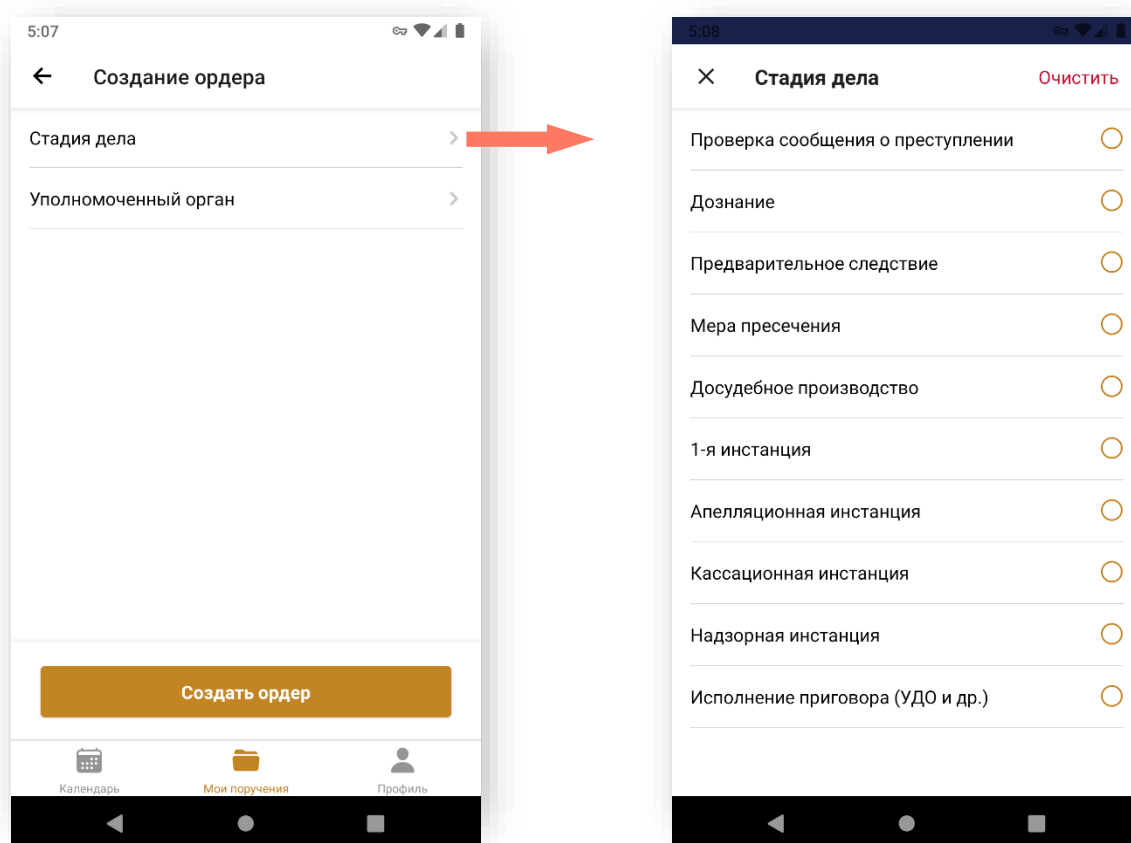 5:07
Создание ордера
Стадия дела
Уполномоченный орган
Создать ордер
Календарь
Мои поручения
Профиль
5:08
Стадия дела
Очистить
Проверка сообщения о преступлении
Дознание
Предварительное следствие
Мера пресечения
Досудебное производство
1-я инстанция
Апелляционная инстанция
Кассационная инстанция
Надзорная инстанция
Исполнение приговора (УДО и др.)